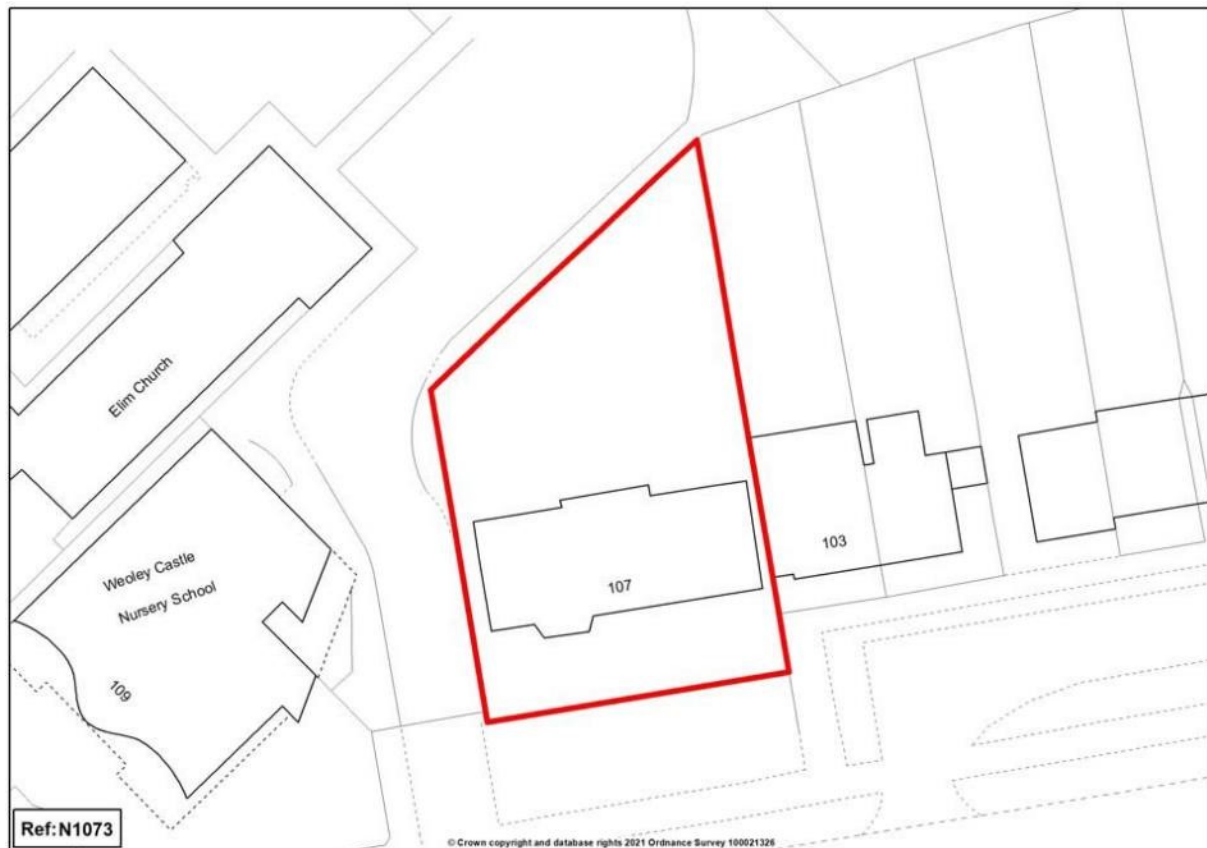 Elim Church
Weoley Castle
Nursery School
109
107
103
Ref:N1073
© Crown copyright and database rights 2021 Ordnance Survey 100021326